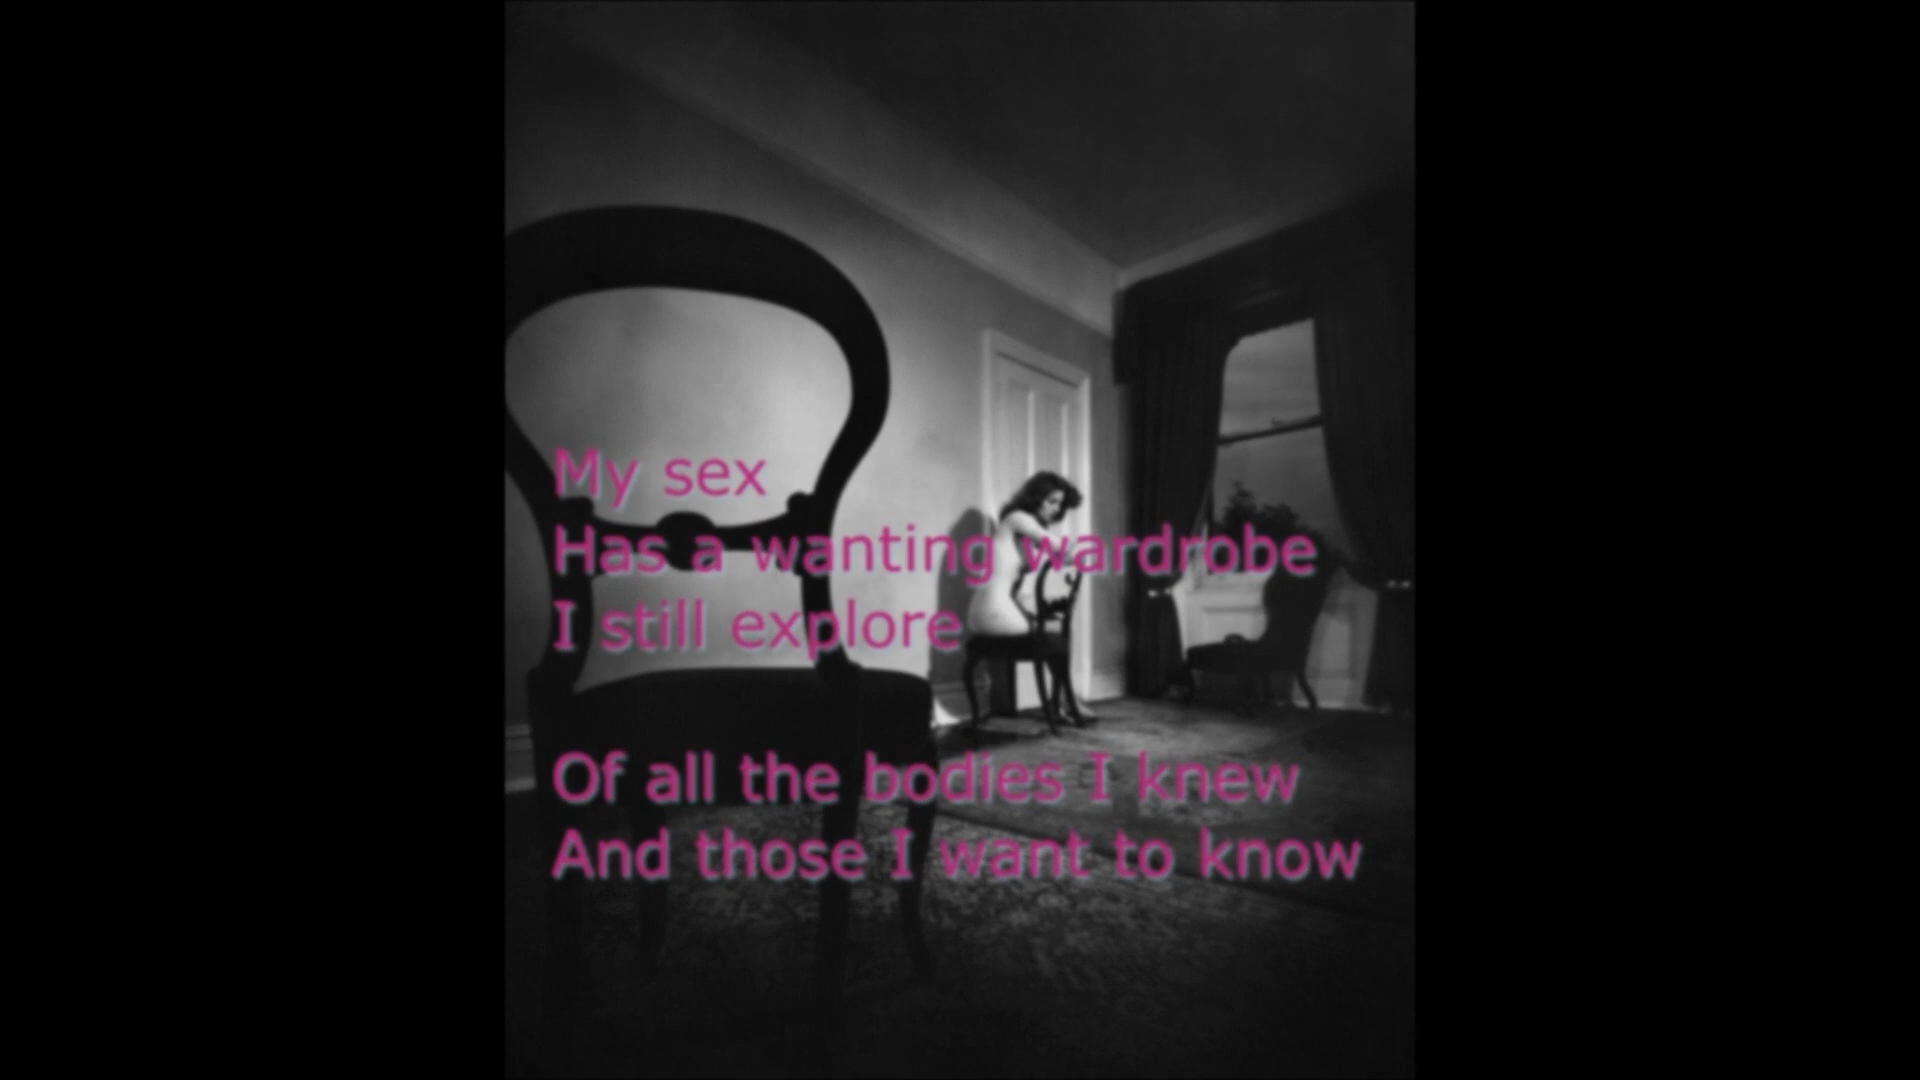 My sex
Has a wanting wardrobe
I still explore
Of all the bodies I knew
And those I want to know